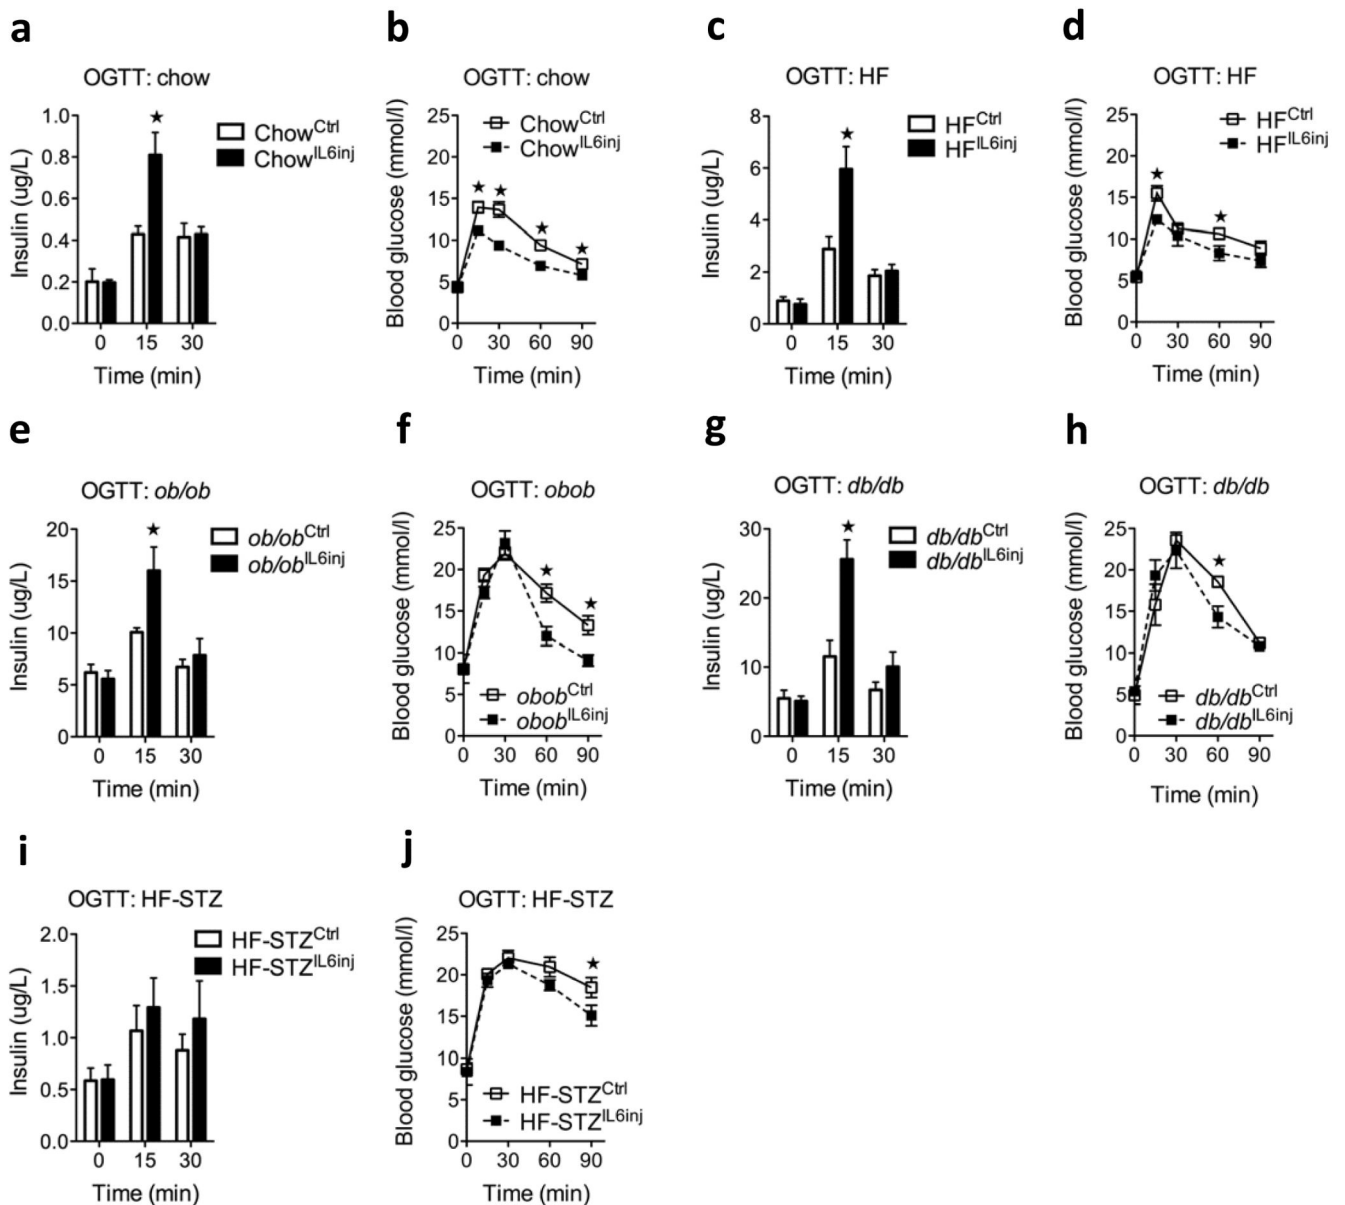 a
OGTT: chow
Insulin (ug/L)
1.0
0.8
0.6
0.4
0.2
0.0
★
Chow^Ctrl
Chow^IL6inj
0 15 30
Time (min)
b
OGTT: chow
Blood glucose (mmol/l)
25
20
15
10
5
0
Chow^Ctrl
Chow^IL6inj
★ ★ ★ ★
0 30 60 90
Time (min)
c
OGTT: HF
Insulin (ug/L)
8
6
4
2
0
★
HF^Ctrl
HF^IL6inj
0 15 30
Time (min)
d
OGTT: HF
Blood glucose (mmol/l)
25
20
15
10
5
0
HF^Ctrl
HF^IL6inj
★ ★
0 30 60 90
Time (min)
e
OGTT: ob/ob
Insulin (ug/L)
20
15
10
5
0
★
ob/ob^Ctrl
ob/ob^IL6inj
0 15 30
Time (min)
f
OGTT: obob
Blood glucose (mmol/l)
25
20
15
10
5
0
★ ★
obob^Ctrl
obob^IL6inj
0 30 60 90
Time (min)
g
OGTT: db/db
Insulin (ug/L)
30
20
10
0
★
db/db^Ctrl
db/db^IL6inj
0 15 30
Time (min)
h
OGTT: db/db
Blood glucose (mmol/l)
25
20
15
10
5
0
★
db/db^Ctrl
db/db^IL6inj
0 30 60 90
Time (min)
i
OGTT: HF-STZ
Insulin (ug/L)
2.0
1.5
1.0
0.5
0.0
HF-STZ^Ctrl
HF-STZ^IL6inj
0 15 30
Time (min)
j
OGTT: HF-STZ
Blood glucose (mmol/l)
25
20
15
10
5
0
★
HF-STZ^Ctrl
HF-STZ^IL6inj
0 30 60 90
Time (min)